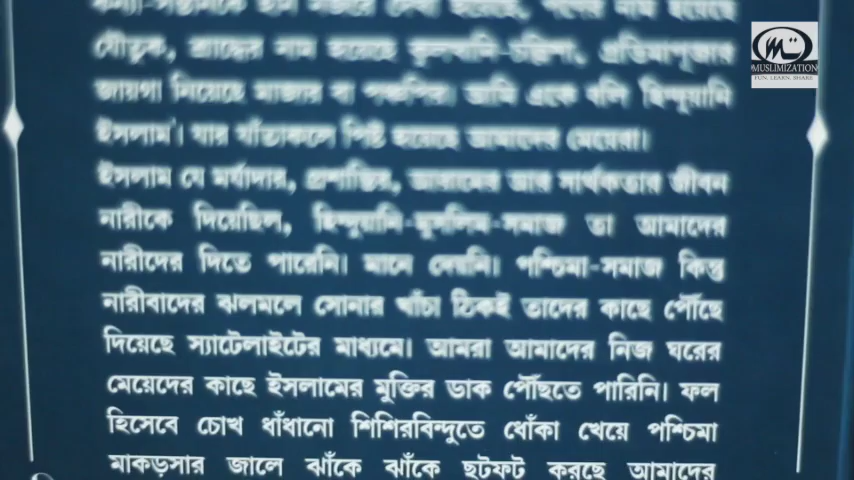 যৌতুক, শ্রাদ্ধের নাম হয়েছে কুলখানি-চল্লিশা, প্রতিমাপূজার
জায়গা নিয়েছে মাজার বা আমি একে বলি হিন্দুয়ানি
ইসলাম'। যার যাঁতাকলে পিষ্ট হয়েছে আমাদের মেয়েরা।
ইসলাম যে মর্যাদার, প্রশান্তির, আরামের আর সার্থকতার জীবন
নারীকে দিয়েছিল, হিন্দুয়ানি-মুসলিম-সমাজ তা আমাদের
নারীদের দিতে পারেনি। মানে দেয়নি। পশ্চিমা-সমাজ কিন্তু
নারীবাদের ঝলমলে সোনার খাঁচা ঠিকই তাদের কাছে পৌঁছে
দিয়েছে স্যাটেলাইটের মাধ্যমে। আমরা আমাদের নিজ ঘরের
মেয়েদের কাছে ইসলামের মুক্তির ডাক পৌঁছতে পারিনি। ফল
হিসেবে চোখ ধাঁধানো শিশিরবিন্দুতে ধোঁকা খেয়ে পশ্চিমা
মাকড়সার জালে ঝাঁকে ঝাঁকে ছটফট করছে আমাদের
MUSLIMIZATION
FUN. LEARN. SHARE